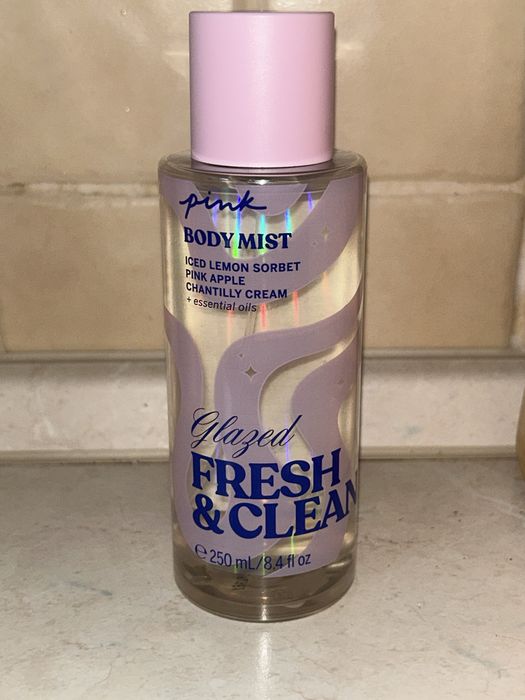 pink
BODY MIST
ICED LEMON SORBET
PINK APPLE
CHANTILLY CREAM
+ essential oils
Glazed
FRESH
& CLEAN
℮ 250 mL/8.4 fl oz